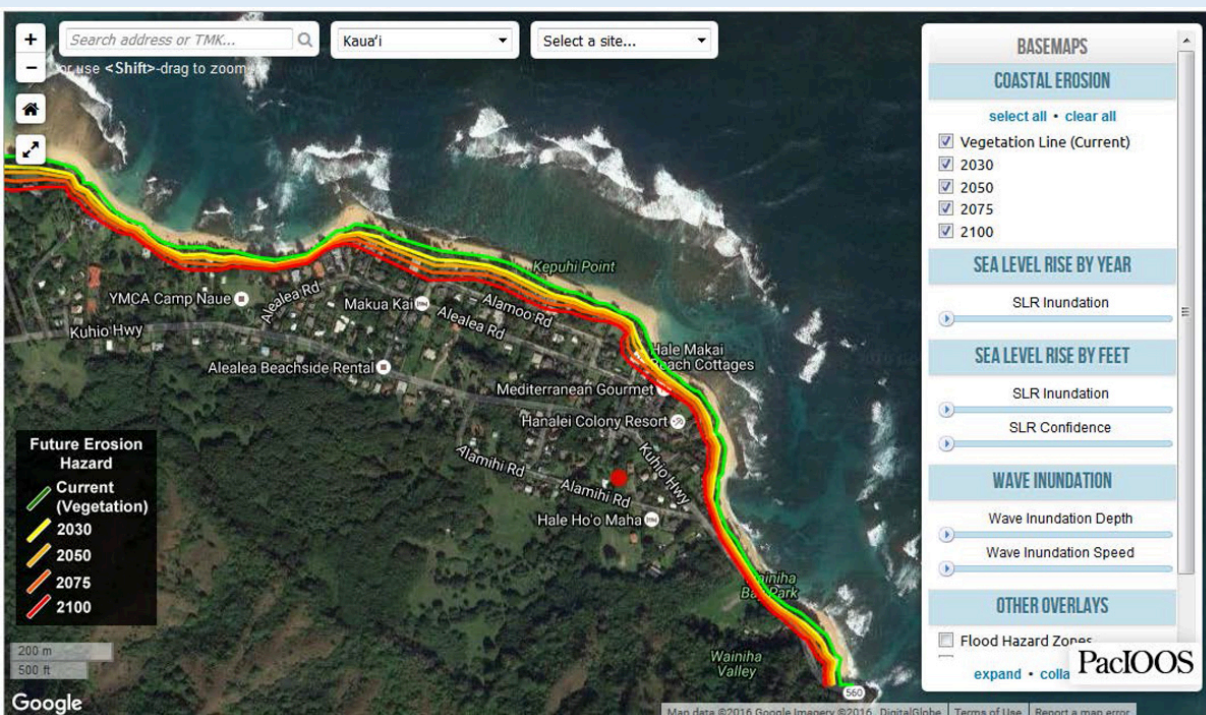 +
−
Search address or TMK...
Kauaʻi
Select a site...
or use <Shift>-drag to zoom
BASEMAPS
COASTAL EROSION
select all • clear all
Vegetation Line (Current)
2030
2050
2075
2100
SEA LEVEL RISE BY YEAR
SLR Inundation
SEA LEVEL RISE BY FEET
SLR Inundation
SLR Confidence
WAVE INUNDATION
Wave Inundation Depth
Wave Inundation Speed
OTHER OVERLAYS
Flood Hazard Zones
expand • colla
PacIOOS
Kepuhi Point
YMCA Camp Naue
Alealea Rd
Makua Kai
Alamoo Rd
Alealea Rd
Kuhio Hwy
Hale Makai
Beach Cottages
Alealea Beachside Rental
Mediterranean Gourmet
Hanalei Colony Resort
Kuhio Hwy
Alamihi Rd
Alamihi Rd
Hale Ho'o Maha
Wainiha
Bay Park
Wainiha
Valley
560
Future Erosion
Hazard
Current
(Vegetation)
2030
2050
2075
2100
200 m
500 ft
Google
Map data ©2016 Google Imagery ©2016 , DigitalGlobe
Terms of Use
Report a map error